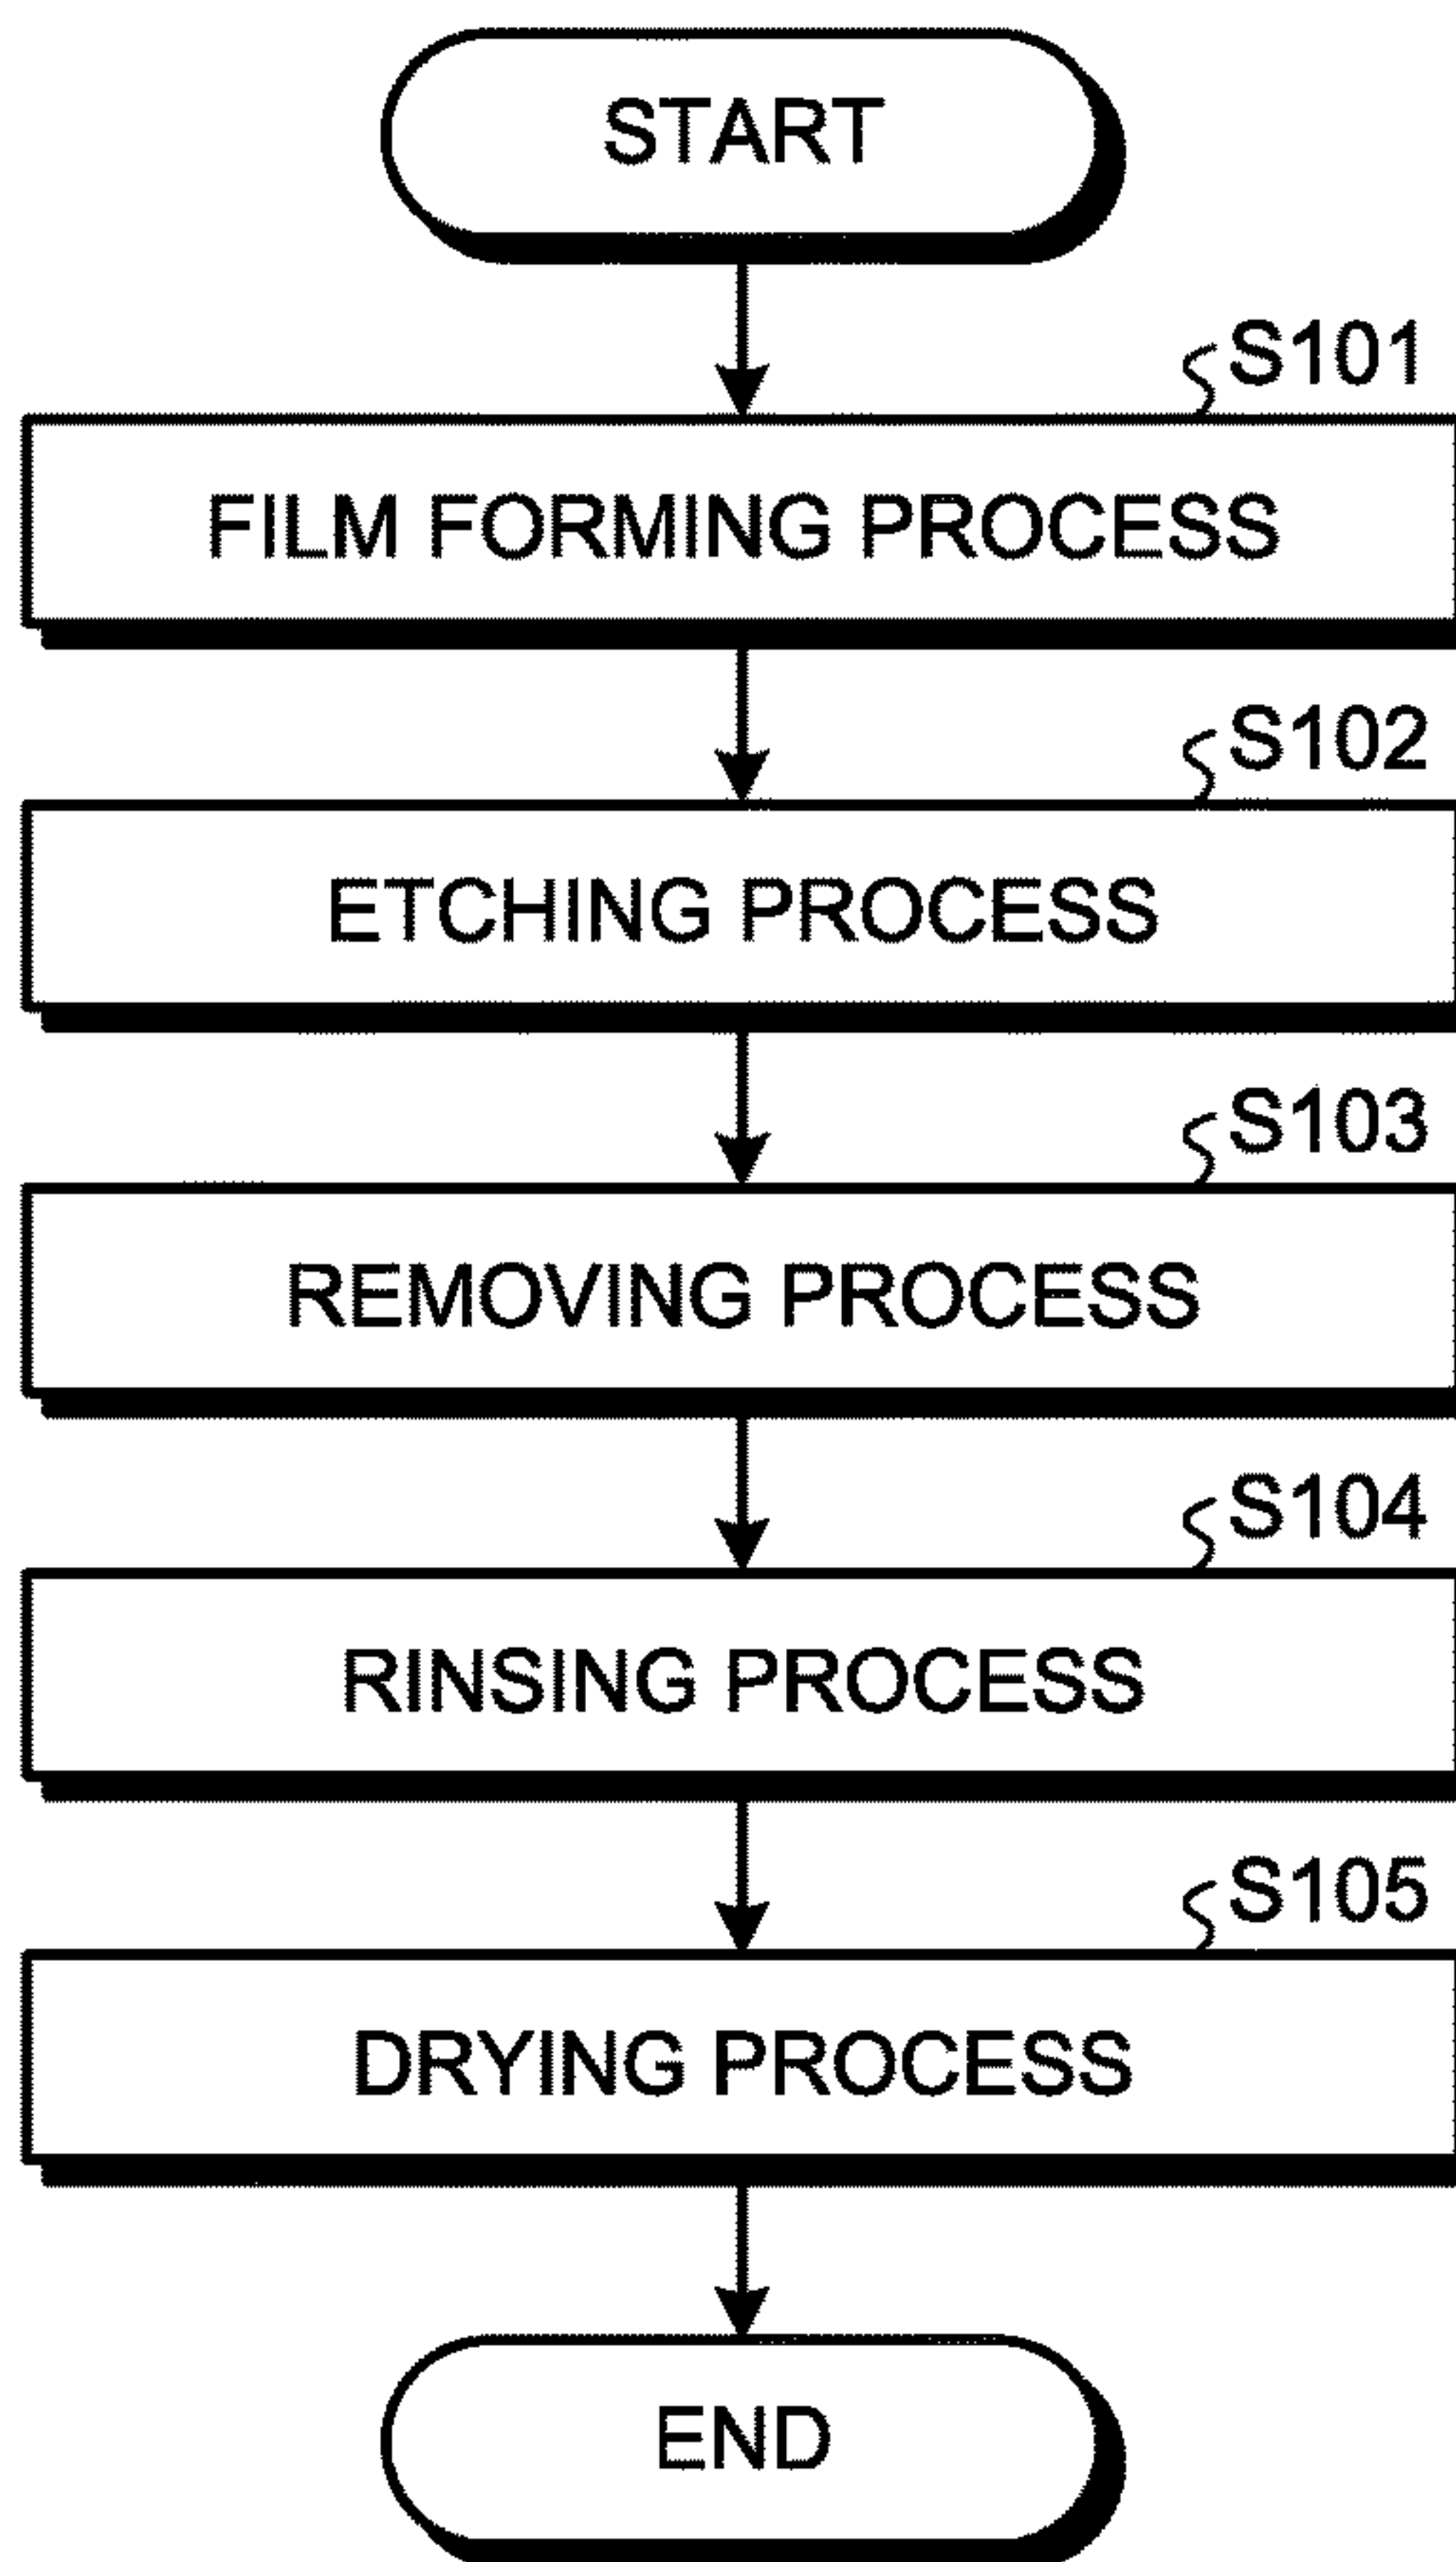 START
S101
FILM FORMING PROCESS
S102
ETCHING PROCESS
S103
REMOVING PROCESS
S104
RINSING PROCESS
S105
DRYING PROCESS
END